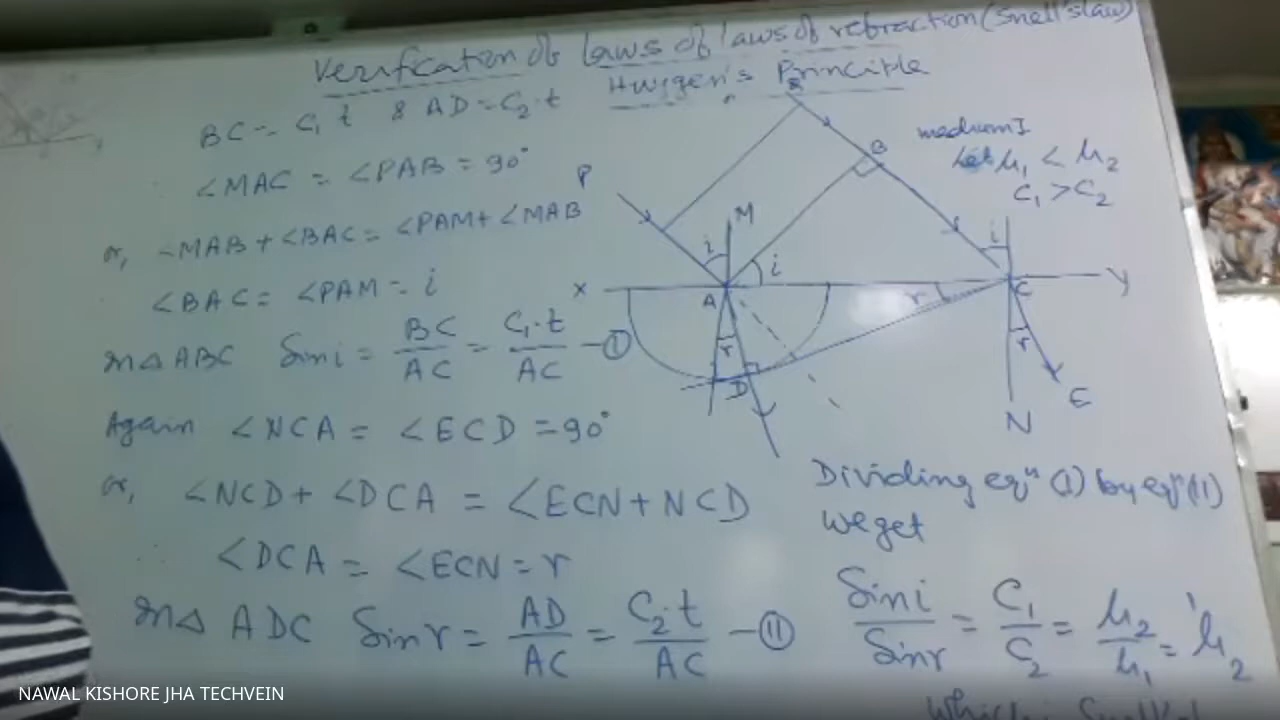 Verification of laws of laws of refraction (Snell's law)
Huygen's Principle
BC = C₁ t & AD = C₂·t
∠MAC = ∠PAB = 90°
or, ∠MAB + ∠BAC = ∠PAM + ∠MAB
∠BAC = ∠PAM = i
In △ ABC Sin i = BC/AC = C₁·t/AC — (I)
Again ∠NCA = ∠ECD = 90°
or, ∠NCD + ∠DCA = ∠ECN + NCD
∴ ∠DCA = ∠ECN = r
In △ ADC Sin r = AD/AC = C₂·t/AC — (II)
P
M
B
medium I
Let μ₁ < μ₂
C₁ > C₂
i
i
i
X
A
r
C
Y
r
r
D
E
N
Dividing eqⁿ (I) by eqⁿ (II)
we get
Sin i/Sin r = C₁/C₂ = μ₂/μ₁ = ¹μ₂
which is Snell's
NAWAL KISHORE JHA TECHVEIN